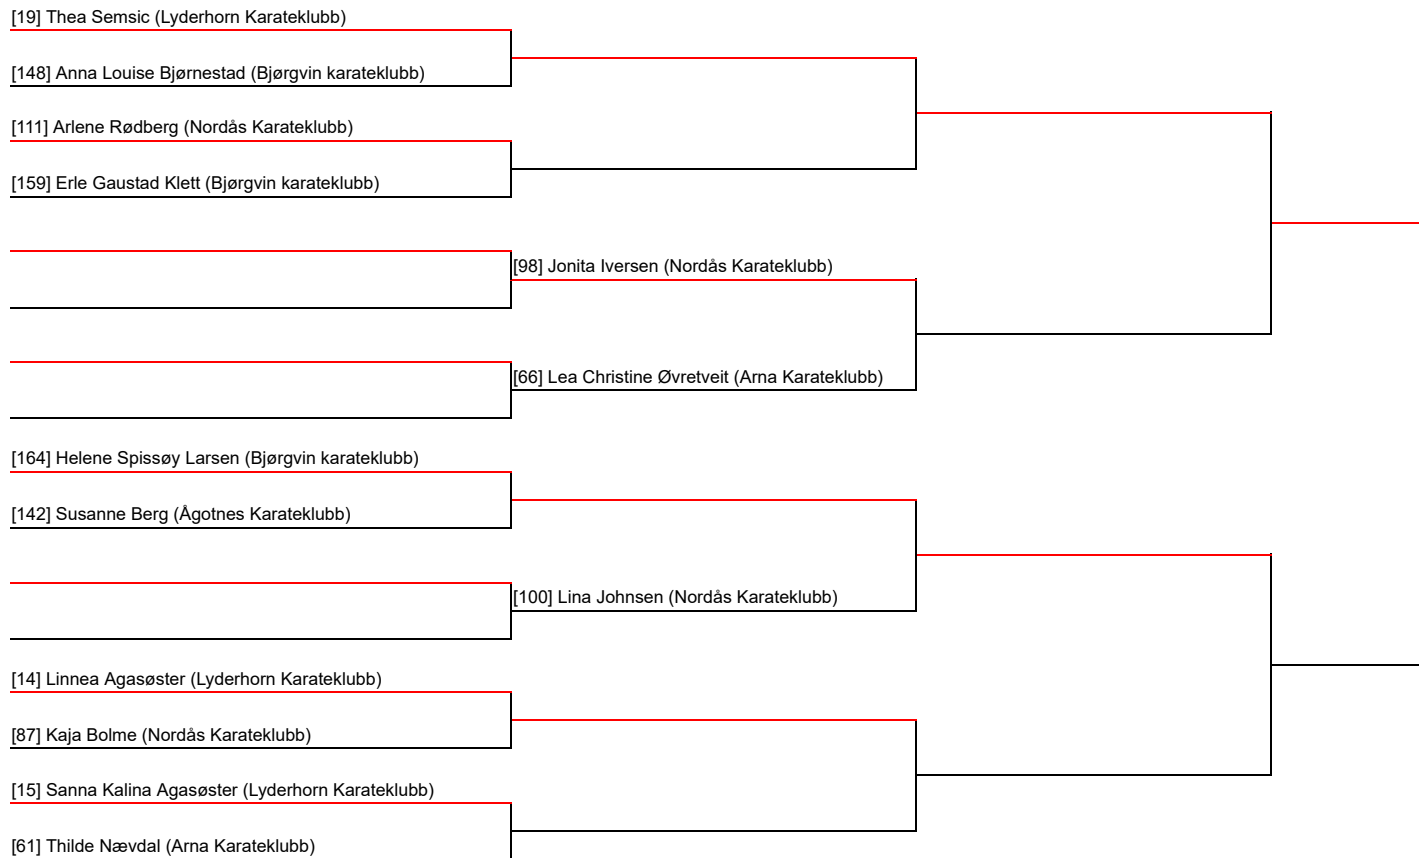 [19] Thea Semsic (Lyderhorn Karateklubb)
[148] Anna Louise Bjørnestad (Bjørgvin karateklubb)
[111] Arlene Rødberg (Nordås Karateklubb)
[159] Erle Gaustad Klett (Bjørgvin karateklubb)
[98] Jonita Iversen (Nordås Karateklubb)
[66] Lea Christine Øvretveit (Arna Karateklubb)
[164] Helene Spissøy Larsen (Bjørgvin karateklubb)
[142] Susanne Berg (Ågotnes Karateklubb)
[100] Lina Johnsen (Nordås Karateklubb)
[14] Linnea Agasøster (Lyderhorn Karateklubb)
[87] Kaja Bolme (Nordås Karateklubb)
[15] Sanna Kalina Agasøster (Lyderhorn Karateklubb)
[61] Thilde Nævdal (Arna Karateklubb)